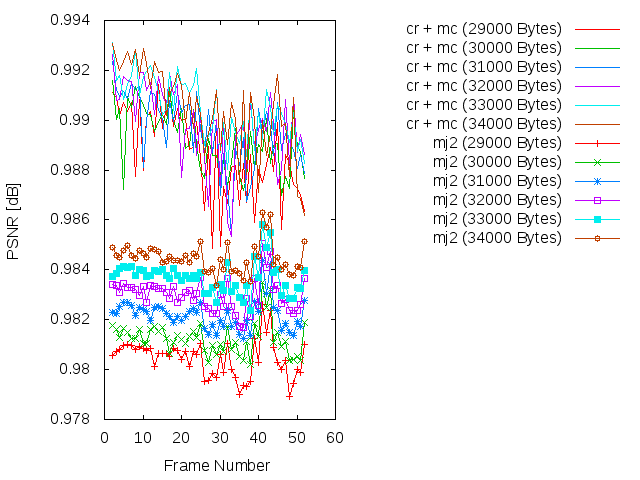 0.994
0.992
0.99
0.988
0.986
0.984
0.982
0.98
0.978
PSNR [dB]
0 10 20 30 40 50 60
Frame Number
cr + mc (29000 Bytes)
cr + mc (30000 Bytes)
cr + mc (31000 Bytes)
cr + mc (32000 Bytes)
cr + mc (33000 Bytes)
cr + mc (34000 Bytes)
mj2 (29000 Bytes)
mj2 (30000 Bytes)
mj2 (31000 Bytes)
mj2 (32000 Bytes)
mj2 (33000 Bytes)
mj2 (34000 Bytes)